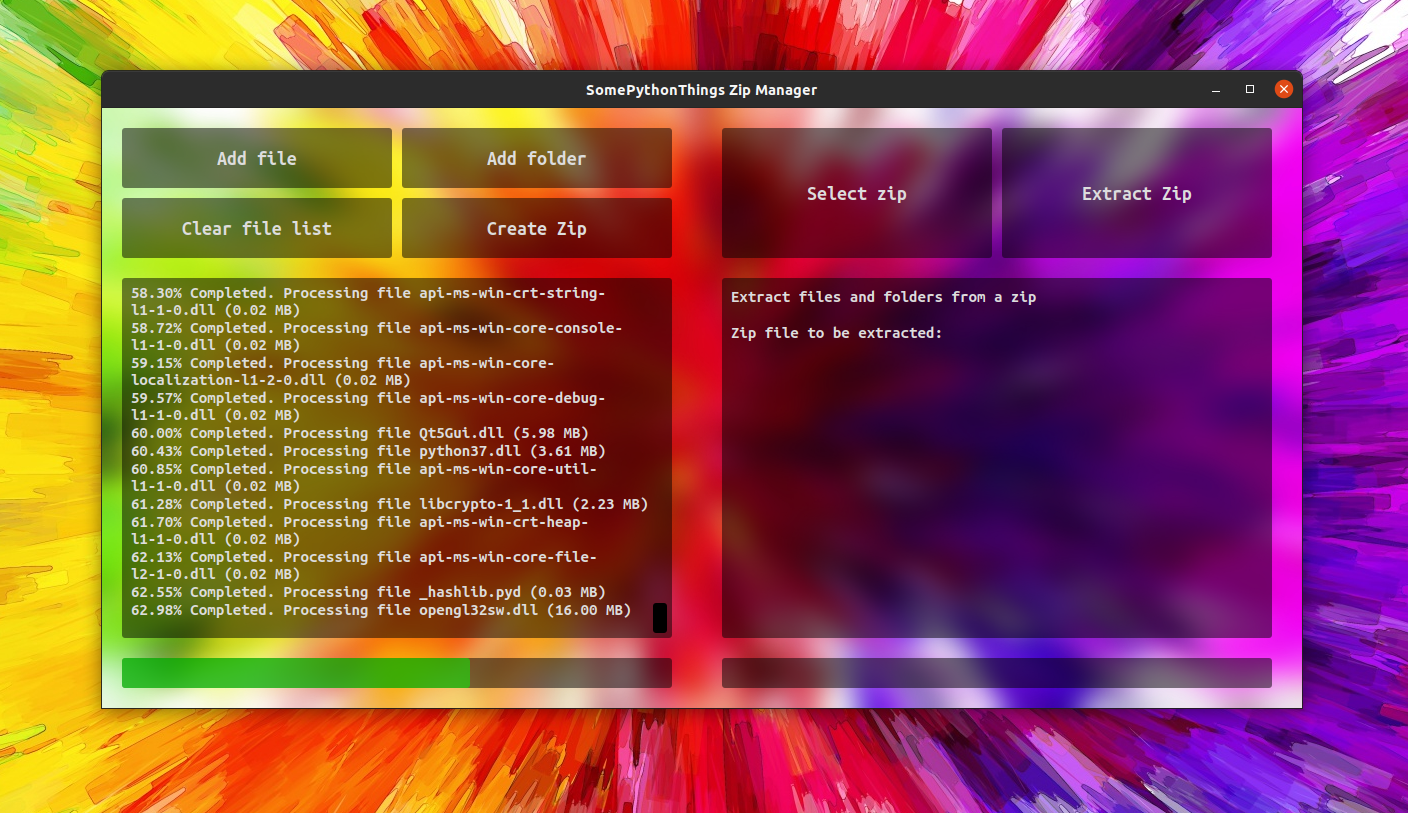 SomePythonThings Zip Manager
Add file
Add folder
Clear file list
Create Zip
Select zip
Extract Zip
58.30% Completed. Processing file api-ms-win-crt-string-
l1-1-0.dll (0.02 MB)
58.72% Completed. Processing file api-ms-win-core-console-
l1-1-0.dll (0.02 MB)
59.15% Completed. Processing file api-ms-win-core-
localization-l1-2-0.dll (0.02 MB)
59.57% Completed. Processing file api-ms-win-core-debug-
l1-1-0.dll (0.02 MB)
60.00% Completed. Processing file Qt5Gui.dll (5.98 MB)
60.43% Completed. Processing file python37.dll (3.61 MB)
60.85% Completed. Processing file api-ms-win-core-util-
l1-1-0.dll (0.02 MB)
61.28% Completed. Processing file libcrypto-1_1.dll (2.23 MB)
61.70% Completed. Processing file api-ms-win-crt-heap-
l1-1-0.dll (0.02 MB)
62.13% Completed. Processing file api-ms-win-core-file-
l2-1-0.dll (0.02 MB)
62.55% Completed. Processing file _hashlib.pyd (0.03 MB)
62.98% Completed. Processing file opengl32sw.dll (16.00 MB)
Extract files and folders from a zip
Zip file to be extracted: